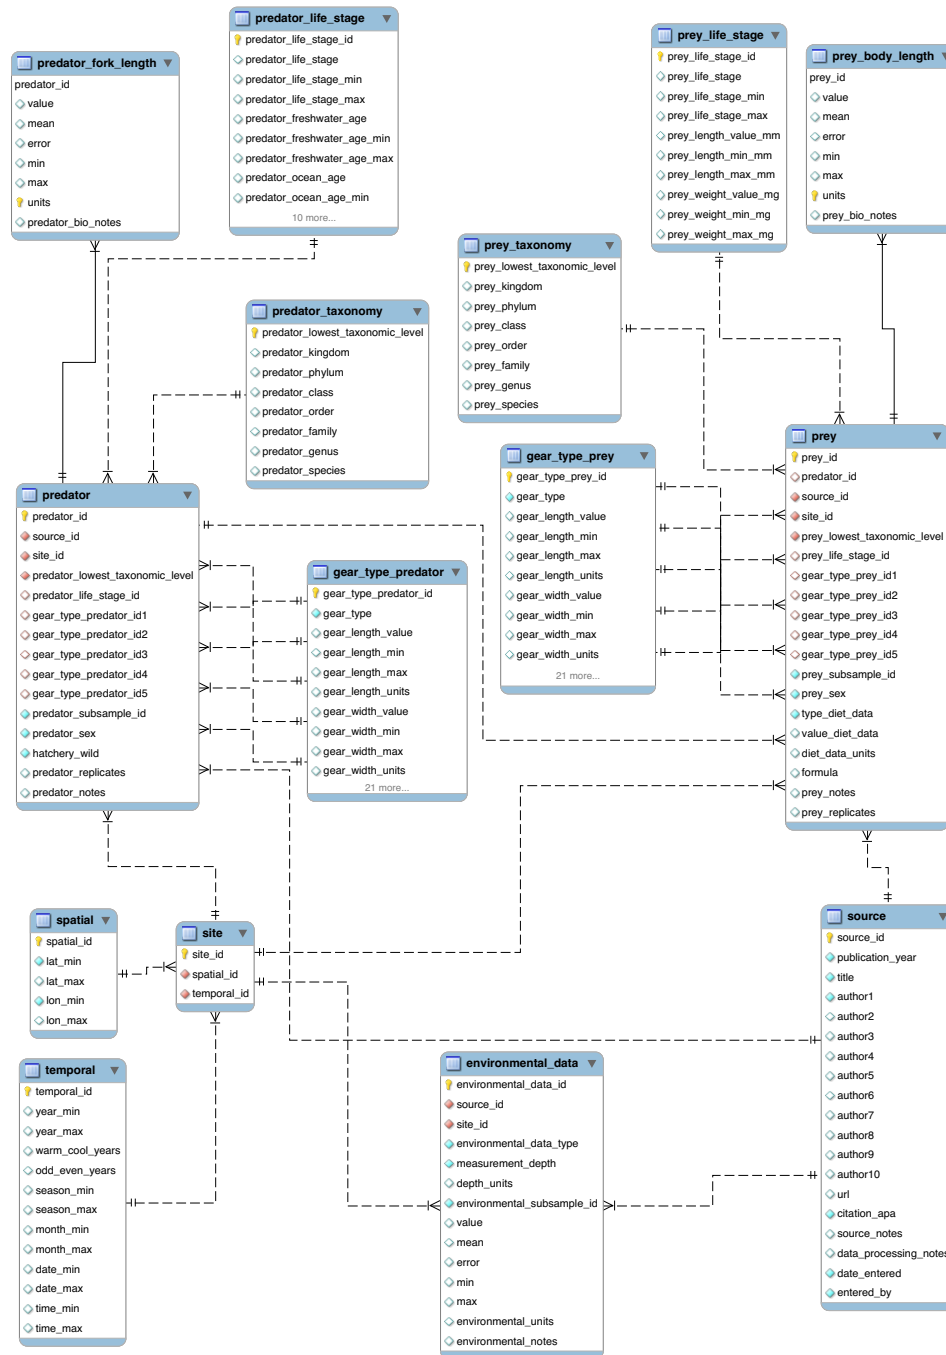 predator_life_stage
predator_life_stage_id
predator_life_stage
predator_life_stage_min
predator_life_stage_max
predator_freshwater_age
predator_freshwater_age_min
predator_freshwater_age_max
predator_ocean_age
predator_ocean_age_min
10 more...
prey_life_stage
prey_life_stage_id
prey_life_stage
prey_life_stage_min
prey_life_stage_max
prey_length_value_mm
prey_length_min_mm
prey_length_max_mm
prey_weight_value_mg
prey_weight_min_mg
prey_weight_max_mg
predator_fork_length
predator_id
value
mean
error
min
max
units
predator_bio_notes
prey_body_length
prey_id
value
mean
error
min
max
units
prey_bio_notes
prey_taxonomy
prey_lowest_taxonomic_level
prey_kingdom
prey_phylum
prey_class
prey_order
prey_family
prey_genus
prey_species
predator_taxonomy
predator_lowest_taxonomic_level
predator_kingdom
predator_phylum
predator_class
predator_order
predator_family
predator_genus
predator_species
prey
prey_id
predator_id
source_id
site_id
prey_lowest_taxonomic_level
prey_life_stage_id
gear_type_prey_id1
gear_type_prey_id2
gear_type_prey_id3
gear_type_prey_id4
gear_type_prey_id5
prey_subsample_id
prey_sex
type_diet_data
value_diet_data
diet_data_units
formula
prey_notes
prey_replicates
gear_type_prey
gear_type_prey_id
gear_type
gear_length_value
gear_length_min
gear_length_max
gear_length_units
gear_width_value
gear_width_min
gear_width_max
gear_width_units
21 more...
predator
predator_id
source_id
site_id
predator_lowest_taxonomic_level
predator_life_stage_id
gear_type_predator_id1
gear_type_predator_id2
gear_type_predator_id3
gear_type_predator_id4
gear_type_predator_id5
predator_subsample_id
predator_sex
hatchery_wild
predator_replicates
predator_notes
gear_type_predator
gear_type_predator_id
gear_type
gear_length_value
gear_length_min
gear_length_max
gear_length_units
gear_width_value
gear_width_min
gear_width_max
gear_width_units
21 more...
spatial
spatial_id
lat_min
lat_max
lon_min
lon_max
site
site_id
spatial_id
temporal_id
source
source_id
publication_year
title
author1
author2
author3
author4
author5
author6
author7
author8
author9
author10
url
citation_apa
source_notes
data_processing_notes
date_entered
entered_by
temporal
temporal_id
year_min
year_max
warm_cool_years
odd_even_years
season_min
season_max
month_min
month_max
date_min
date_max
time_min
time_max
environmental_data
environmental_data_id
source_id
site_id
environmental_data_type
measurement_depth
depth_units
environmental_subsample_id
value
mean
error
min
max
environmental_units
environmental_notes